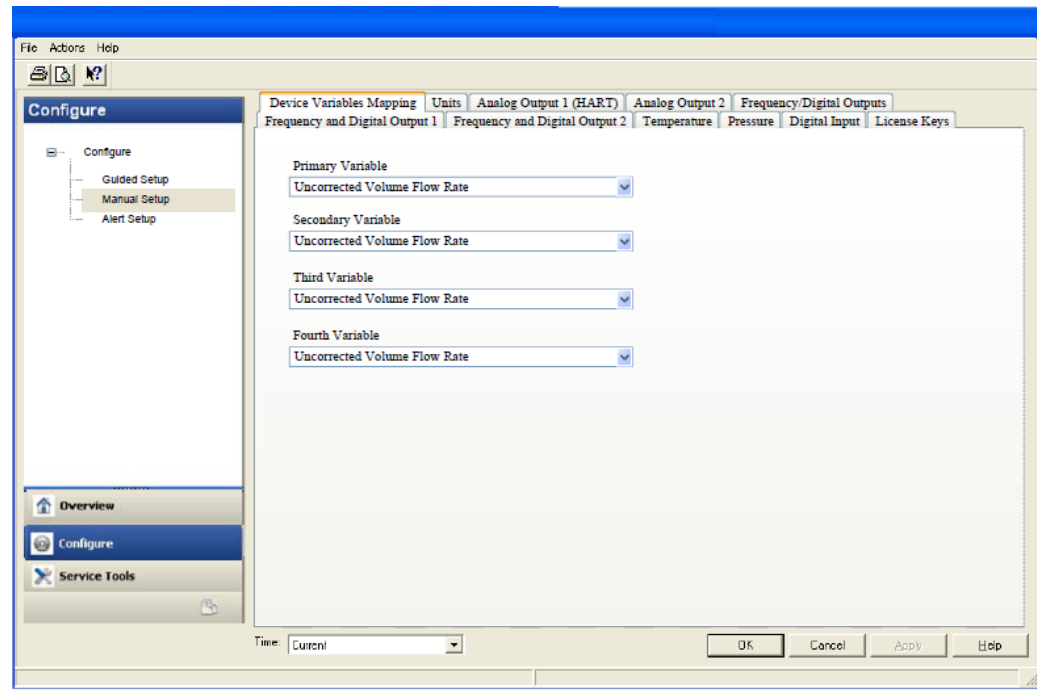 File Actions Help
Configure
Configure
Guided Setup
Manual Setup
Alert Setup
Overview
Configure
Service Tools
Device Variables Mapping Units Analog Output 1 (HART) Analog Output 2 Frequency/Digital Outputs
Frequency and Digital Output 1 Frequency and Digital Output 2 Temperature Pressure Digital Input License Keys
Primary Variable
Uncorrected Volume Flow Rate
Secondary Variable
Uncorrected Volume Flow Rate
Third Variable
Uncorrected Volume Flow Rate
Fourth Variable
Uncorrected Volume Flow Rate
Time: Current
OK Cancel Apply Help